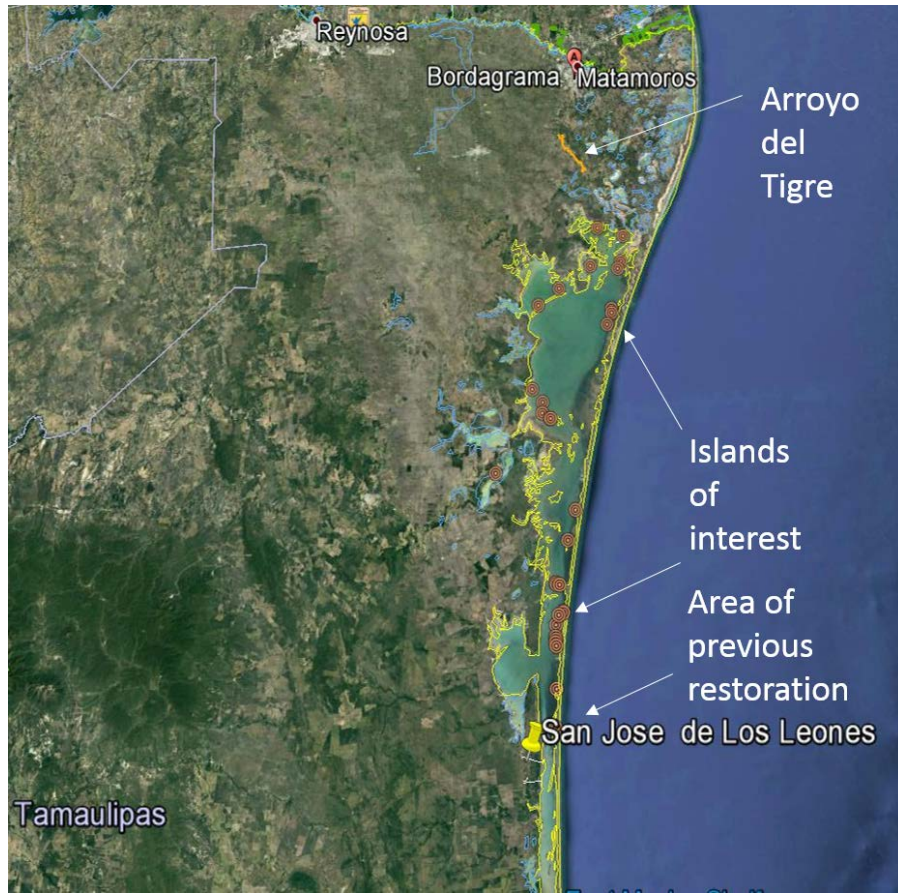 Reynosa
A
Bordagrama
Matamoros
Arroyo
del
Tigre
Islands
of
interest
Area of
previous
restoration
San Jose de Los Leones
Tamaulipas